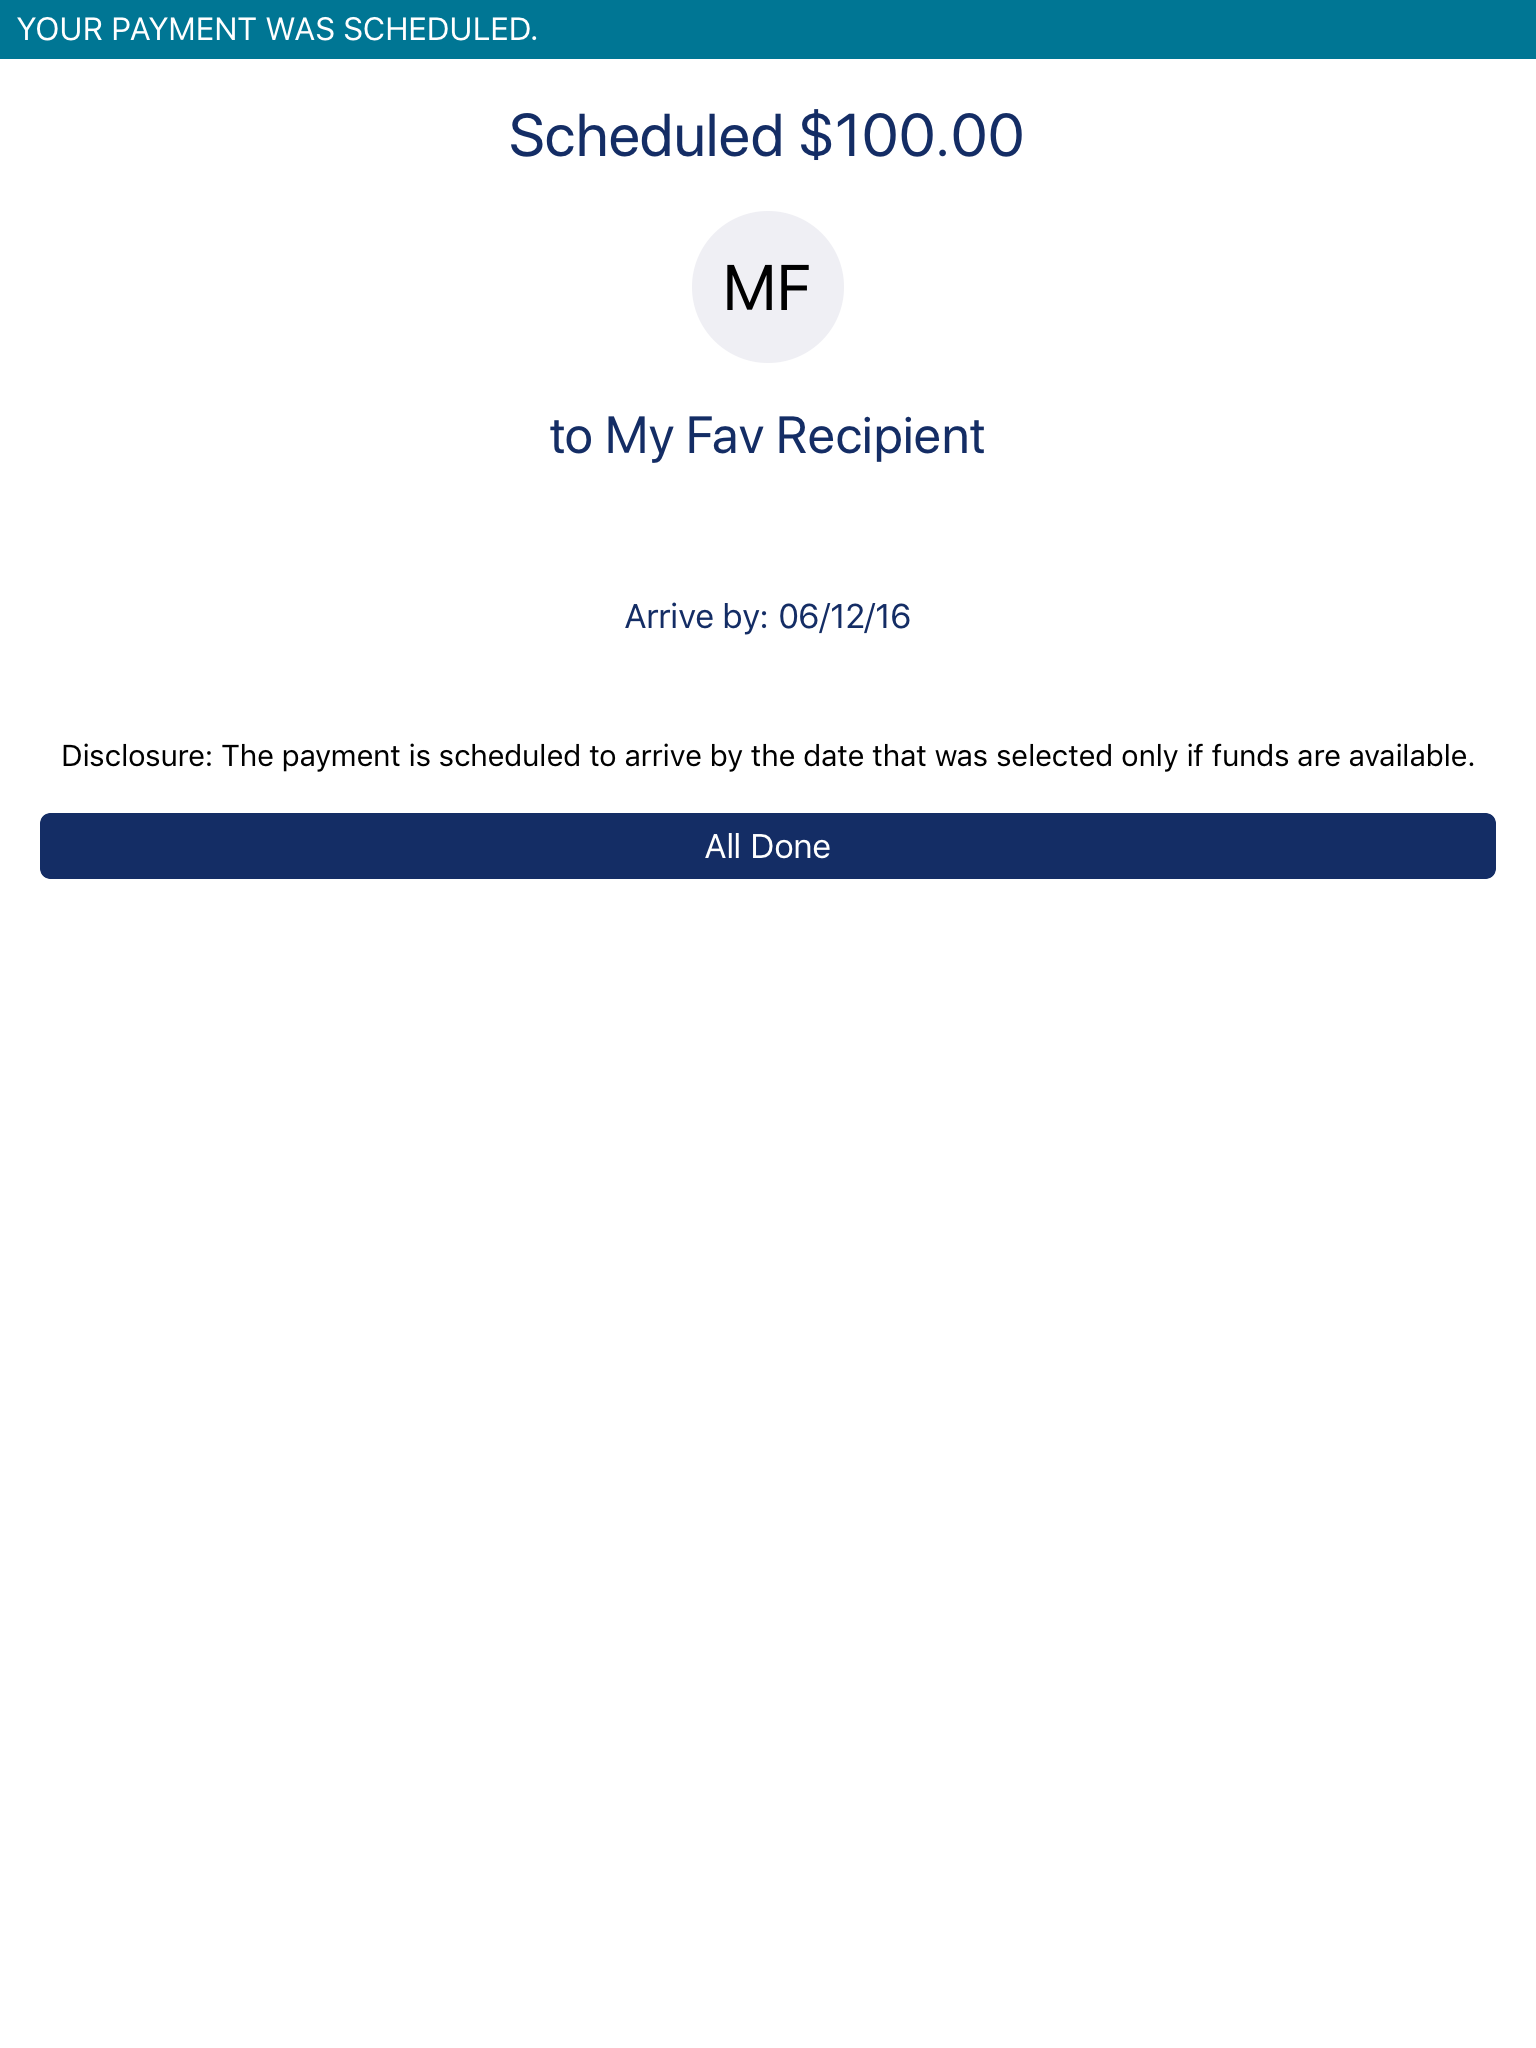 YOUR PAYMENT WAS SCHEDULED.
Scheduled $100.00
MF
to My Fav Recipient
Arrive by: 06/12/16
Disclosure: The payment is scheduled to arrive by the date that was selected only if funds are available.
All Done